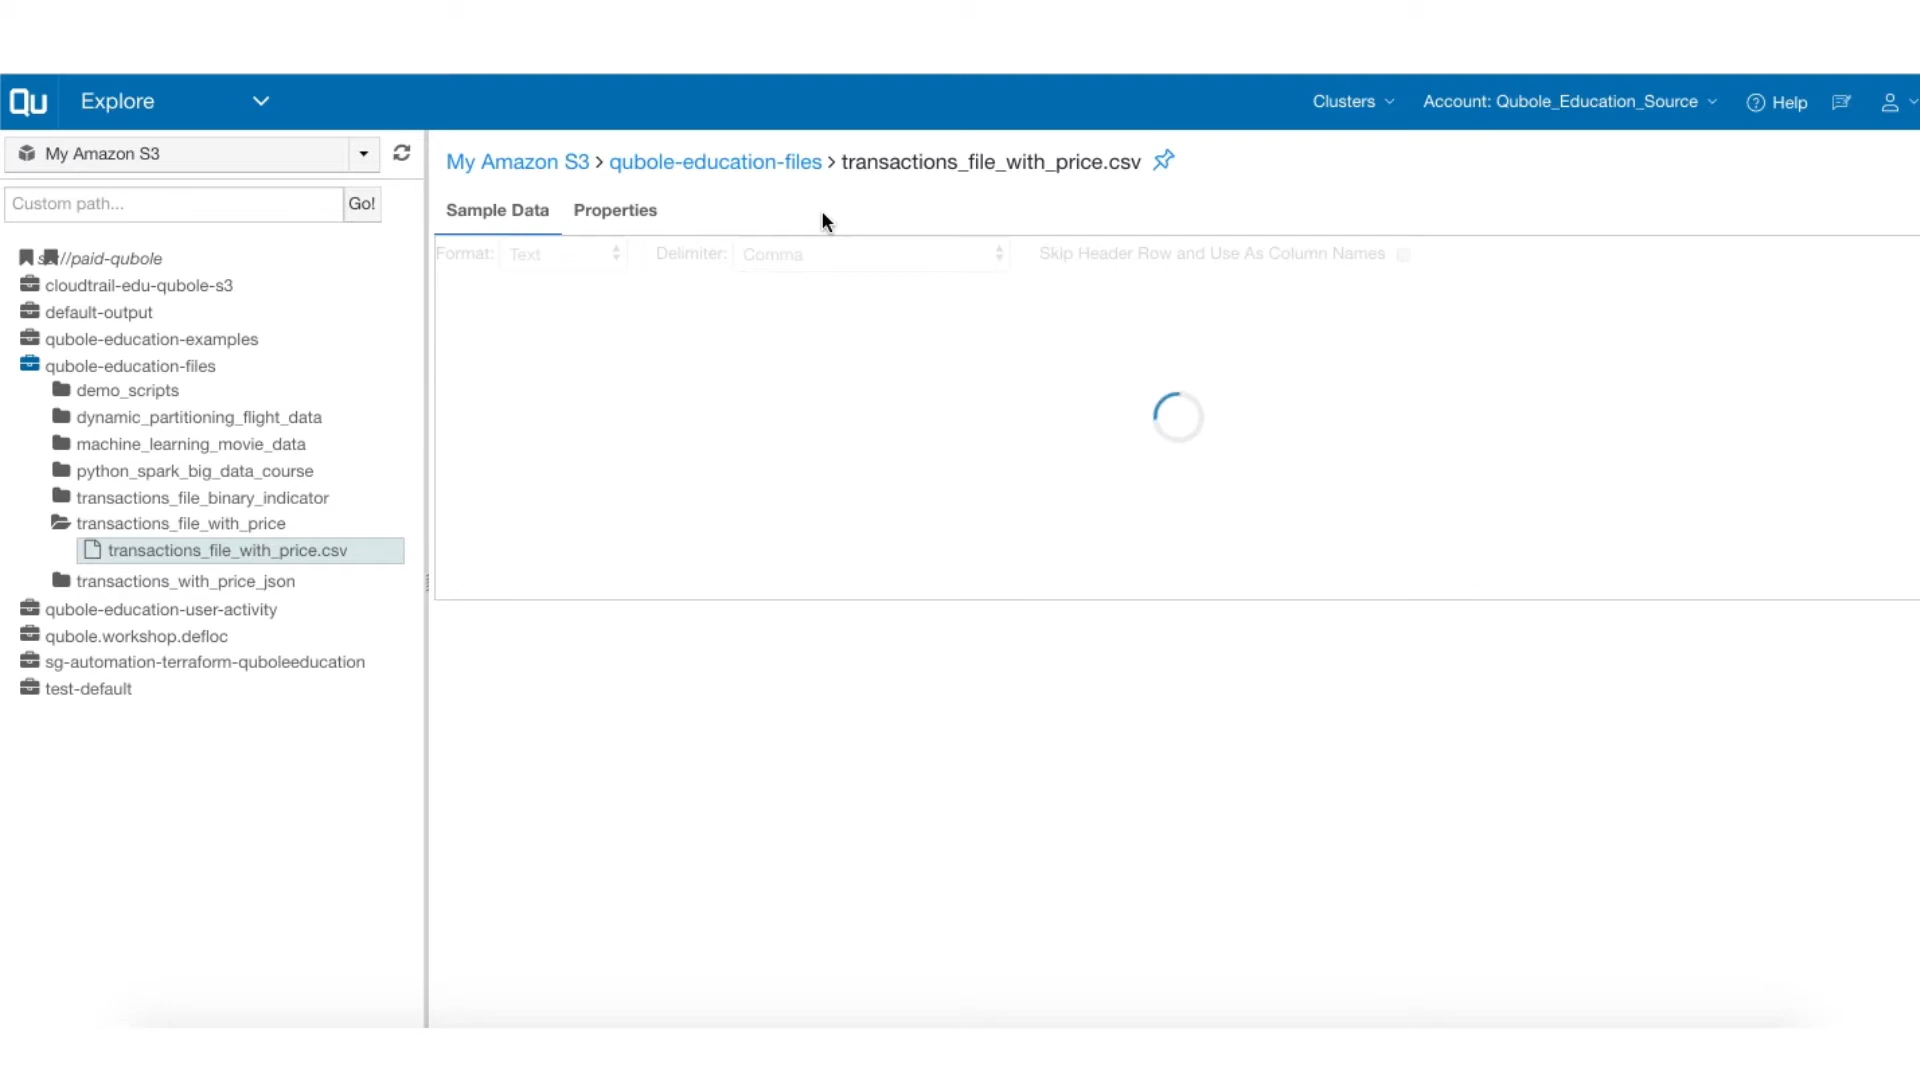 Qu Explore Clusters Account: Qubole_Education_Source Help
My Amazon S3
My Amazon S3 > qubole-education-files > transactions_file_with_price.csv
Custom path... Go!
Sample Data Properties
Format: Text Delimiter: Comma Skip Header Row and Use As Column Names
//paid-qubole
cloudtrail-edu-qubole-s3
default-output
qubole-education-examples
qubole-education-files
demo_scripts
dynamic_partitioning_flight_data
machine_learning_movie_data
python_spark_big_data_course
transactions_file_binary_indicator
transactions_file_with_price
transactions_file_with_price.csv
transactions_with_price_json
qubole-education-user-activity
qubole.workshop.defloc
sg-automation-terraform-quboleeducation
test-default